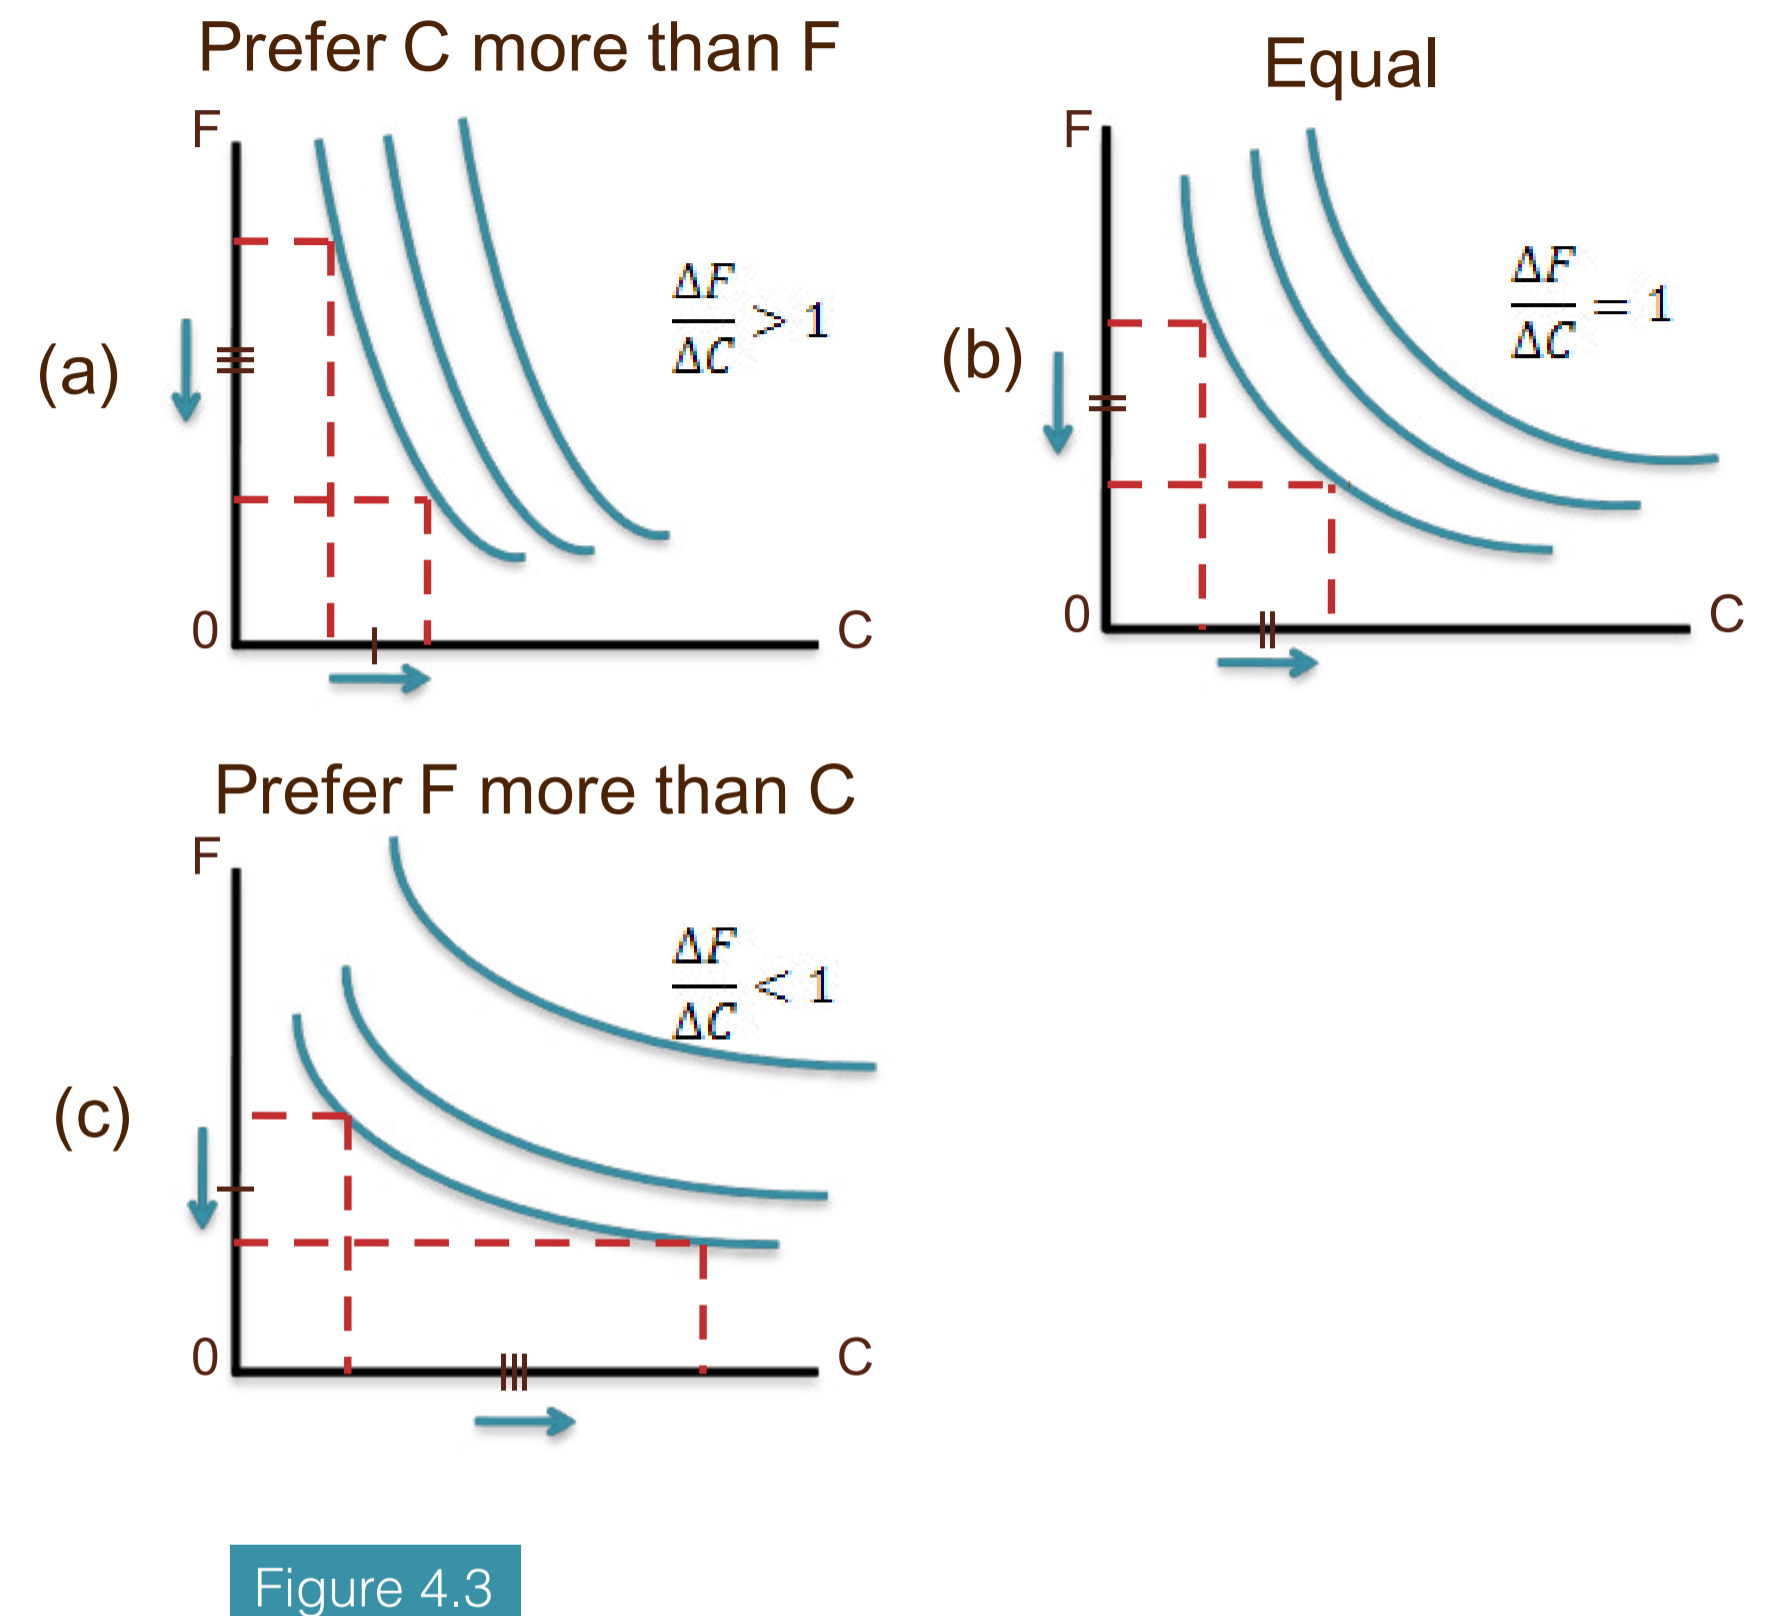 Prefer C more than F
F
(a)
ΔF/ΔC > 1
0
C
Equal
F
(b)
ΔF/ΔC = 1
0
C
Prefer F more than C
F
(c)
ΔF/ΔC < 1
0
C
Figure 4.3